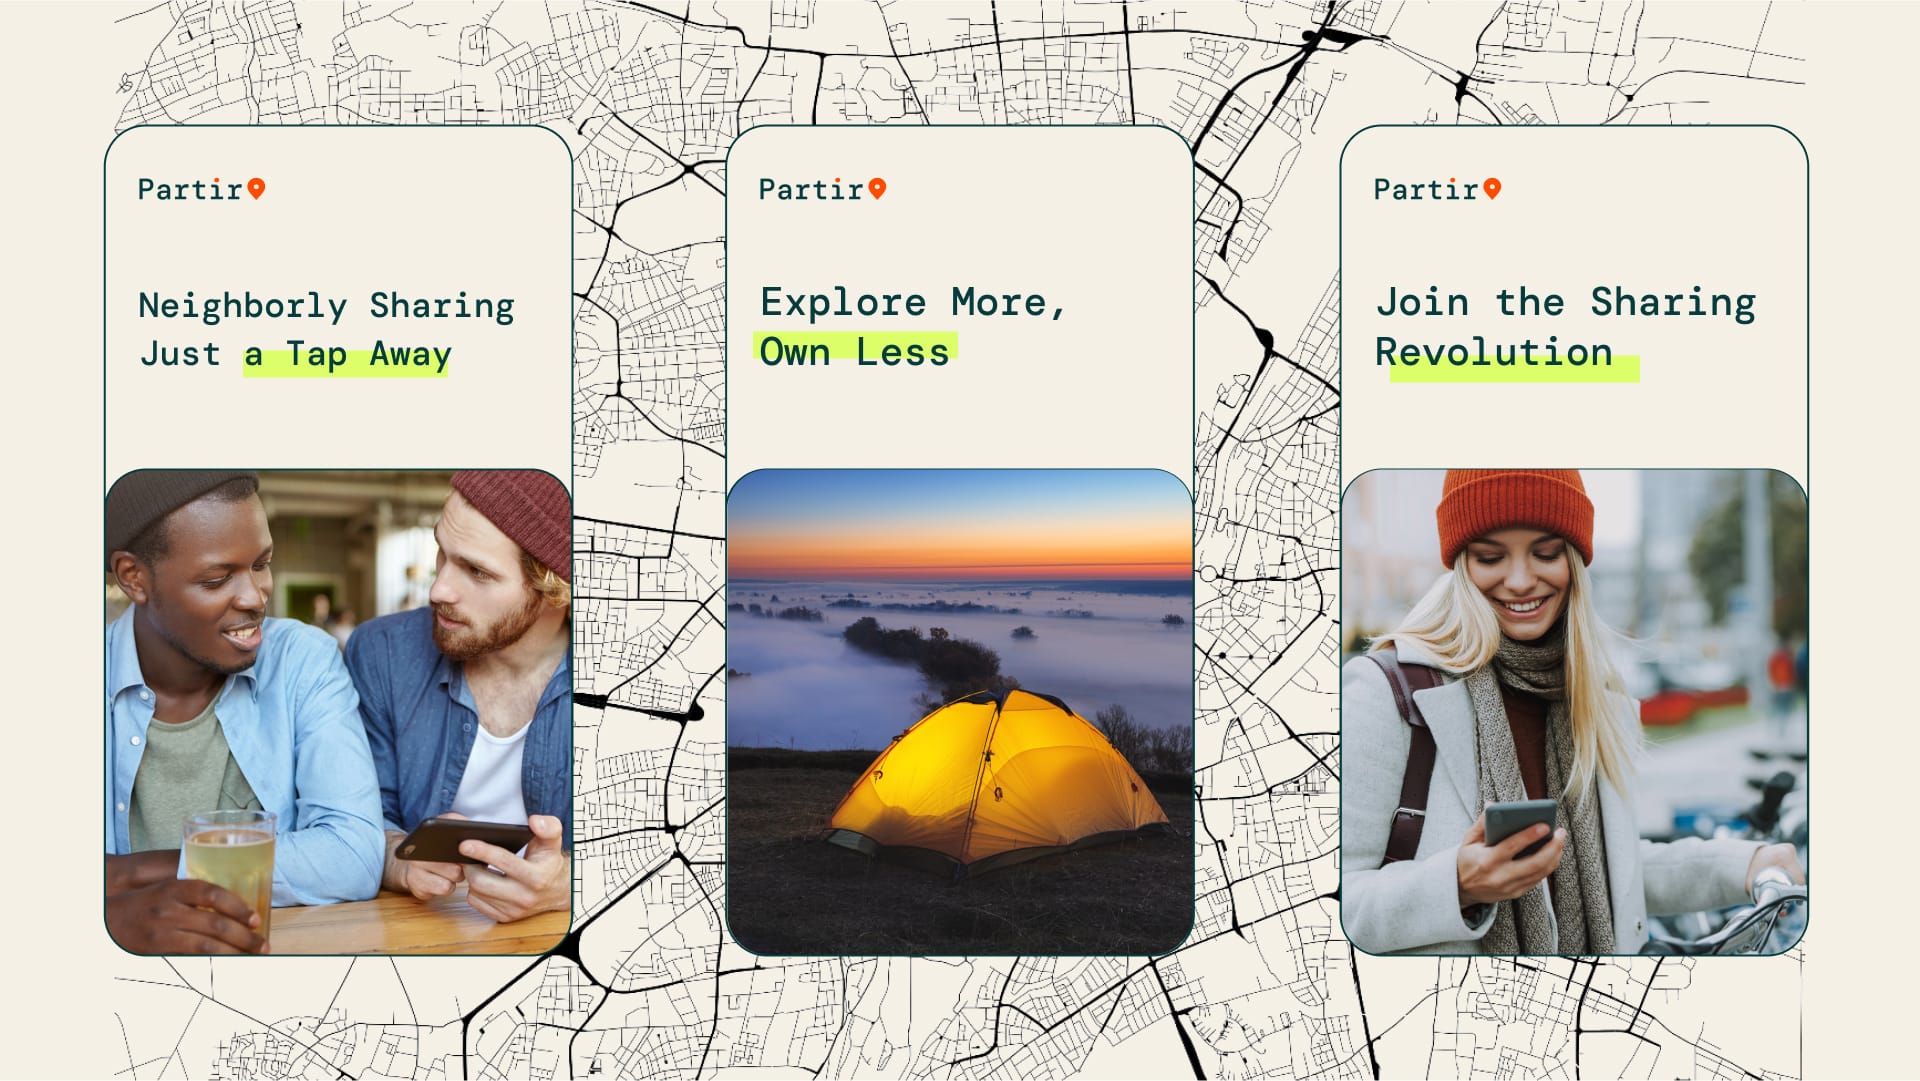 Partir
Neighborly Sharing
Just a Tap Away
Partir
Explore More,
Own Less
Partir
Join the Sharing
Revolution